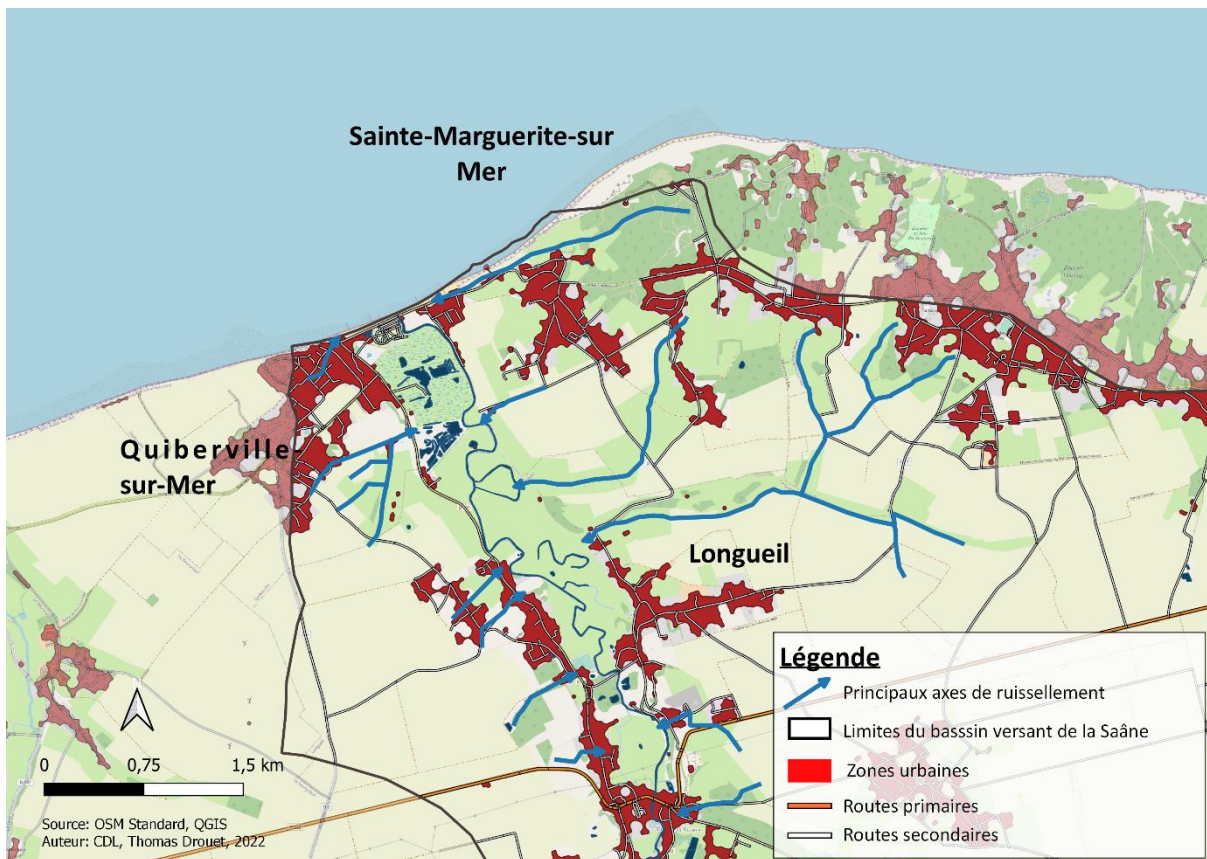 Sainte-Marguerite-sur
Mer
Quiberville-
sur-Mer
Longueil
Légende
Principaux axes de ruissellement
Limites du basssin versant de la Saâne
Zones urbaines
Routes primaires
Routes secondaires
0 0,75 1,5 km
Source: OSM Standard, QGIS
Auteur: CDL, Thomas Drouet, 2022